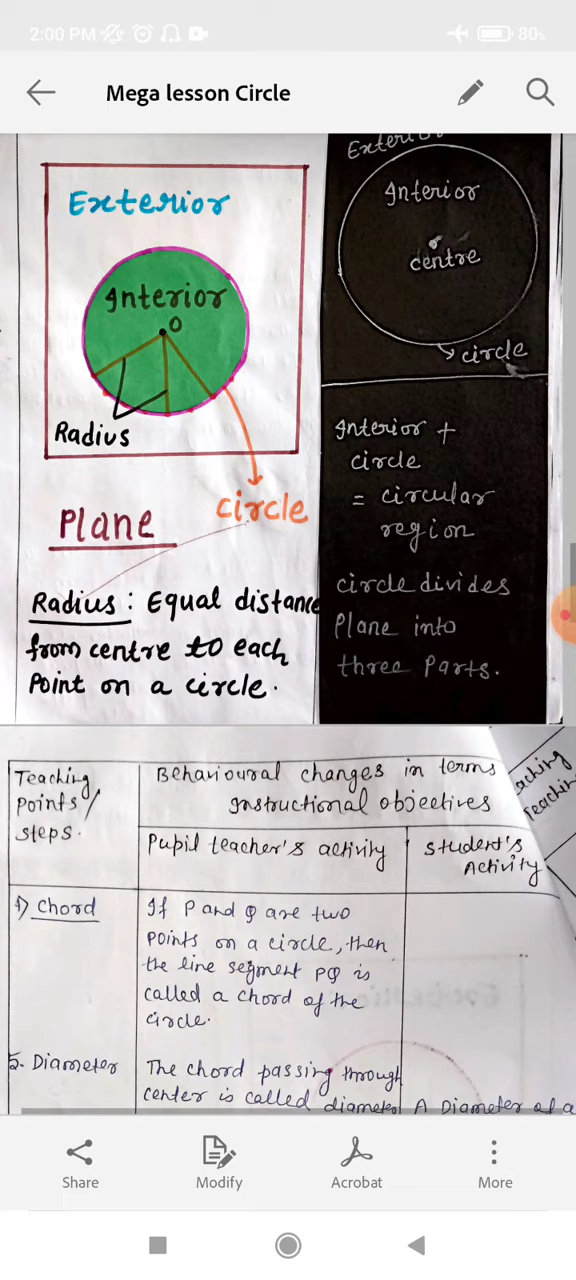 2:00 PM
80%
Mega lesson Circle
Exterior
Interior
O
Radius
circle
Plane
Radius: Equal distance
from centre to each
Point on a circle.
Exterior
Interior
centre
circle
Interior +
circle
= circular
region
circle divides
Plane into
three Parts.
Teaching
Points/
steps.
Behavioural changes in terms
Instructional objectives
Pupil teacher's activity
Student's
Activity
aching
Chord
If P and Q are two
points on a circle, then
the line segment PQ is
called a chord of the
circle.
5. Diameter
The chord passing through
center is called diameter
A Diameter of a
Share
Modify
Acrobat
More